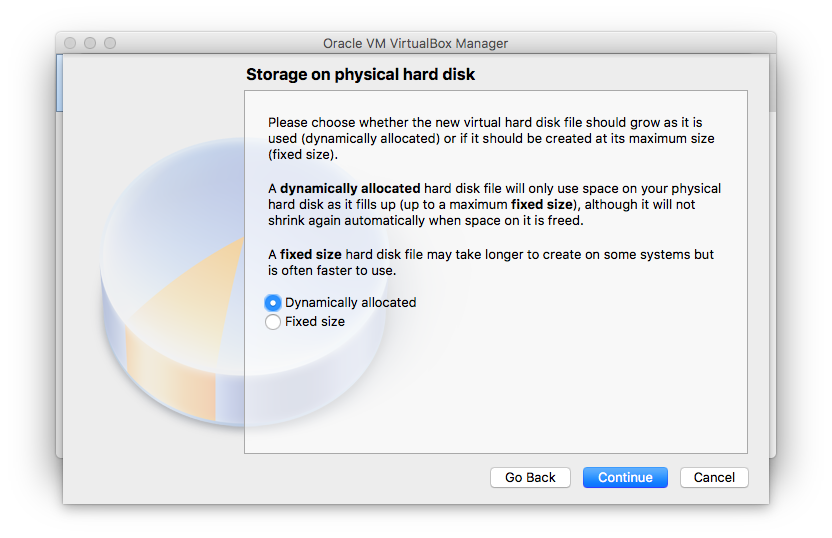 Oracle VM VirtualBox Manager
Storage on physical hard disk
Please choose whether the new virtual hard disk file should grow as it is
used (dynamically allocated) or if it should be created at its maximum size
(fixed size).
A dynamically allocated hard disk file will only use space on your physical
hard disk as it fills up (up to a maximum fixed size), although it will not
shrink again automatically when space on it is freed.
A fixed size hard disk file may take longer to create on some systems but
is often faster to use.
Dynamically allocated
Fixed size
Go Back
Continue
Cancel